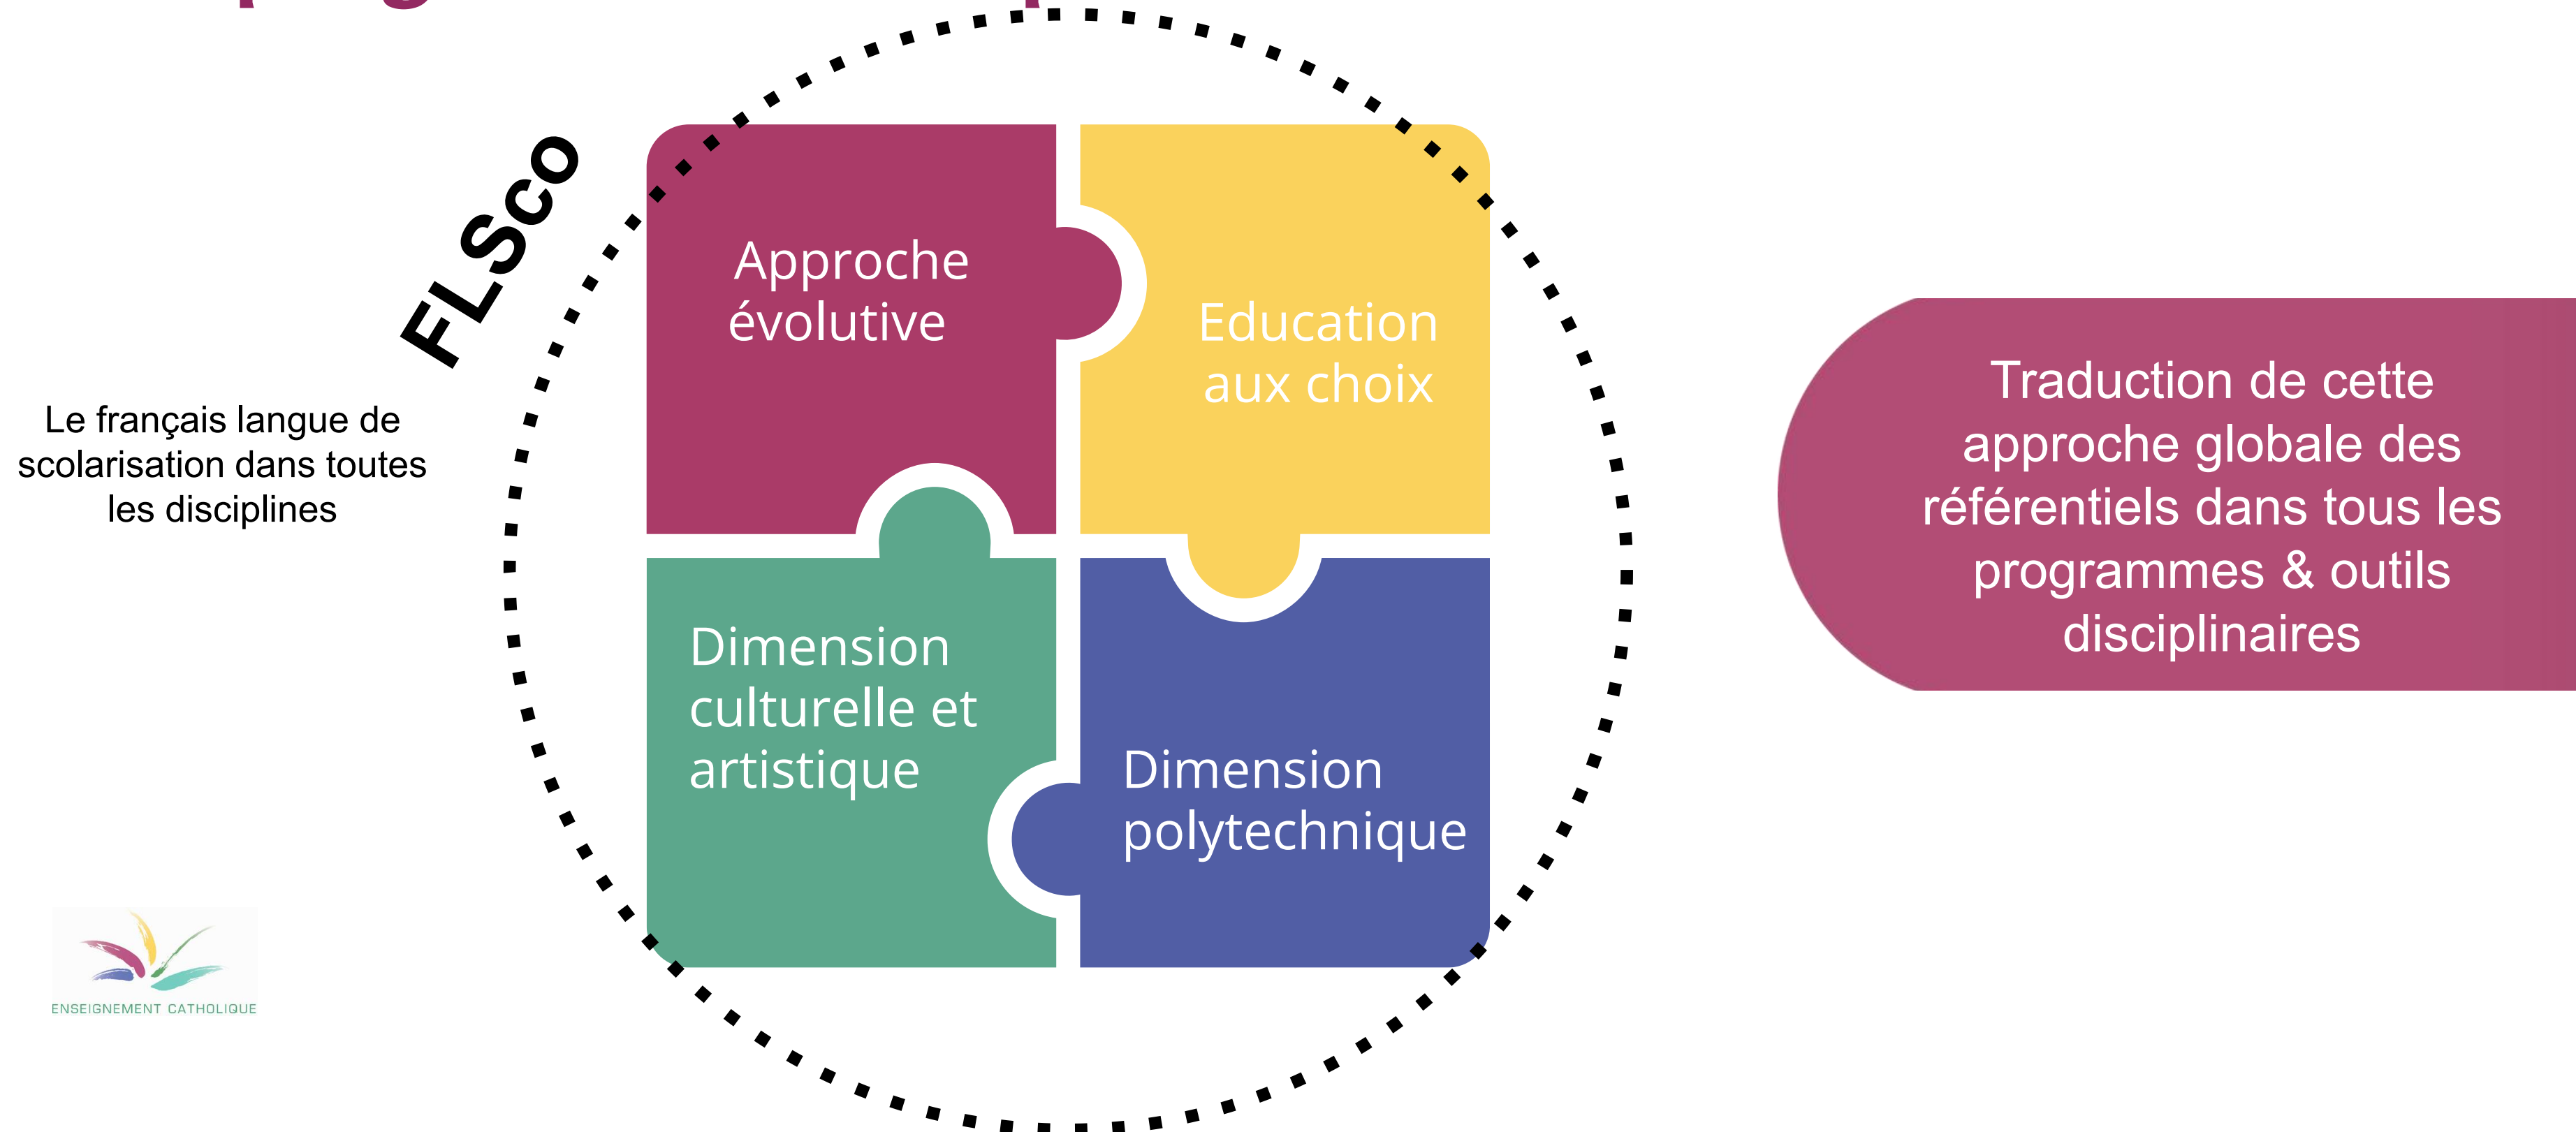 FLSco
Le français langue de
scolarisation dans toutes
les disciplines
Approche
évolutive
Education
aux choix
Dimension
culturelle et
artistique
Dimension
polytechnique
Traduction de cette
approche globale des
référentiels dans tous les
programmes & outils
disciplinaires
ENSEIGNEMENT CATHOLIQUE